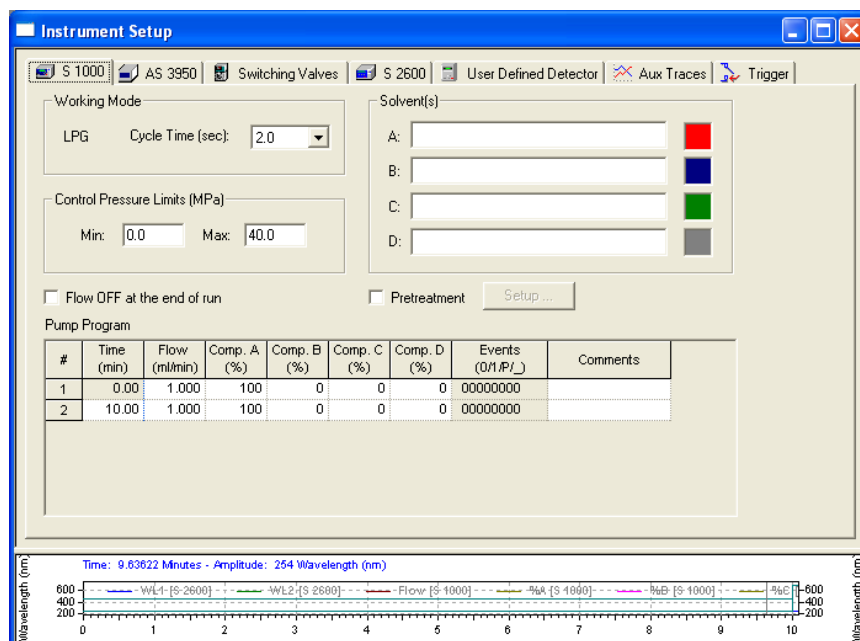 Instrument Setup
S 1000 AS 3950 Switching Valves S 2600 User Defined Detector Aux Traces Trigger
Working Mode
LPG Cycle Time (sec): 2.0
Control Pressure Limits (MPa)
Min: 0.0 Max: 40.0
Solvent(s)
A:
B:
C:
D:
Flow OFF at the end of run
Pretreatment Setup ...
Pump Program
# Time (min) Flow (ml/min) Comp. A (%) Comp. B (%) Comp. C (%) Comp. D (%) Events (0/1/P/_) Comments
1 0.00 1.000 100 0 0 0 00000000
2 10.00 1.000 100 0 0 0 00000000
Time: 9.63622 Minutes - Amplitude: 254 Wavelength (nm)
Wavelength (nm)
600
400
200
WL1 [S 2600] WL2 [S 2600] Flow [S 1000] %A [S 1000] %B [S 1000] %C
600
400
200
Wavelength (nm)
0 1 2 3 4 5 6 7 8 9 10